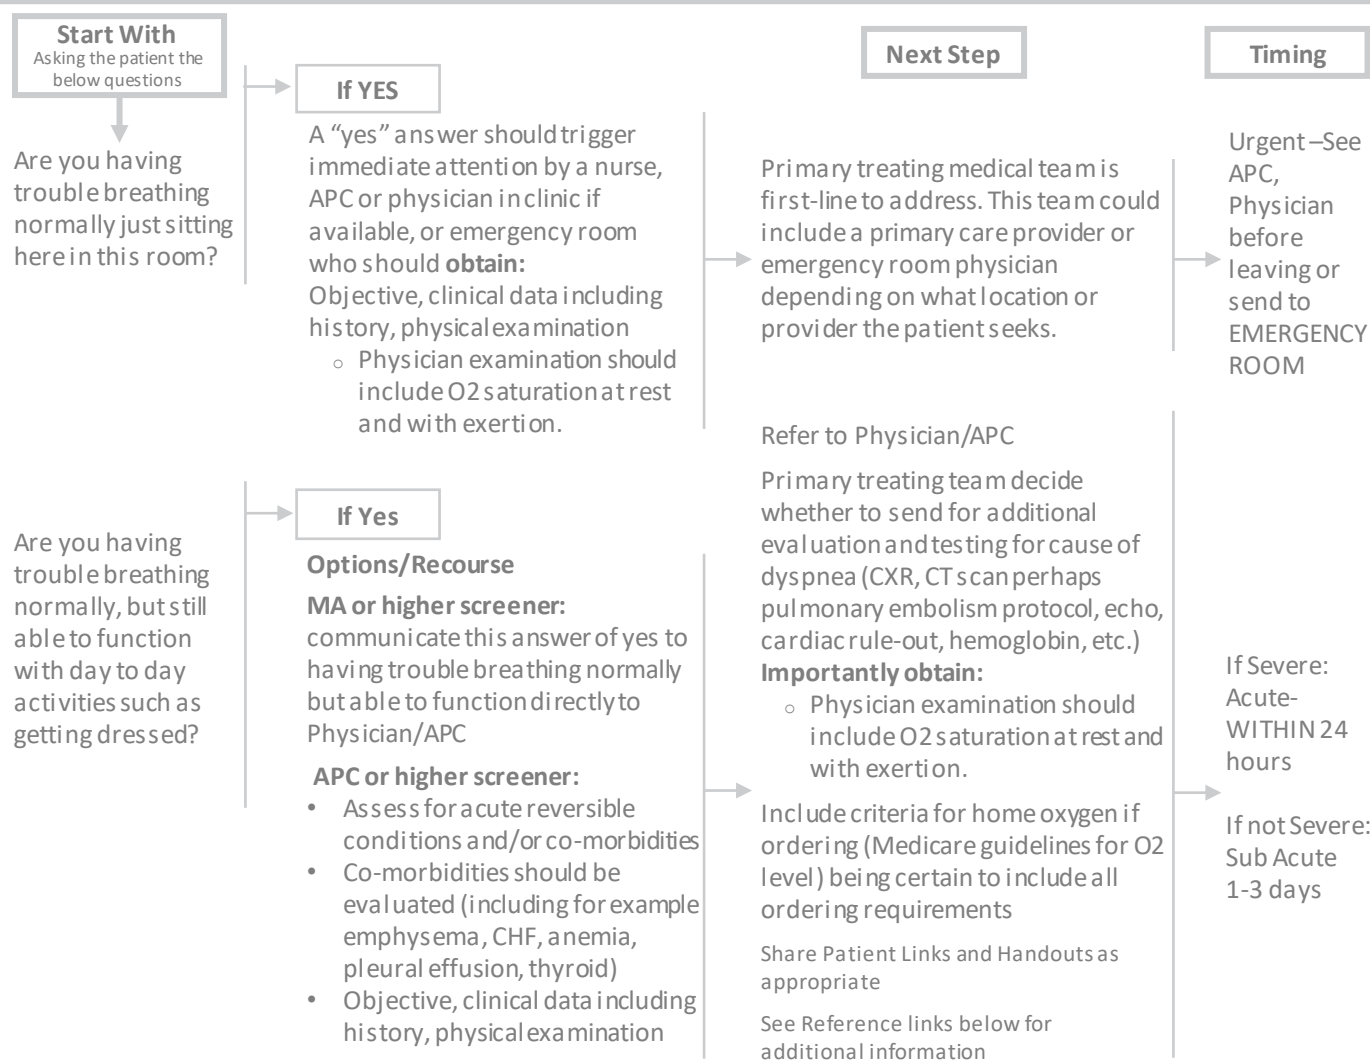 Start With
Asking the patient the
below questions
Are you having
trouble breathing
normally just sitting
here in this room?
If YES
A “yes” answer should trigger
immediate attention by a nurse,
APC or physician in clinic if
available, or emergency room
who should obtain:
Objective, clinical data including
history, physical examination
o Physician examination should
include O2 saturation at rest
and with exertion.
Next Step
Primary treating medical team is
first-line to address. This team could
include a primary care provider or
emergency room physician
depending on what location or
provider the patient seeks.
Timing
Urgent –See
APC,
Physician
before
leaving or
send to
EMERGENCY
ROOM
Are you having
trouble breathing
normally, but still
able to function
with day to day
activities such as
getting dressed?
If Yes
Options/Recourse
MA or higher screener:
communicate this answer of yes to
having trouble breathing normally
but able to function directly to
Physician/APC
APC or higher screener:
• Assess for acute reversible
conditions and/or co-morbidities
• Co-morbidities should be
evaluated (including for example
emphysema, CHF, anemia,
pleural effusion, thyroid)
• Objective, clinical data including
history, physical examination
Refer to Physician/APC
Primary treating team decide
whether to send for additional
evaluation and testing for cause of
dyspnea (CXR, CT scan perhaps
pulmonary embolism protocol, echo,
cardiac rule-out, hemoglobin, etc.)
Importantly obtain:
o Physician examination should
include O2 saturation at rest and
with exertion.
Include criteria for home oxygen if
ordering (Medicare guidelines for O2
level) being certain to include all
ordering requirements
Share Patient Links and Handouts as
appropriate
See Reference links below for
additional information
If Severe:
Acute-
WITHIN 24
hours
If not Severe:
Sub Acute
1-3 days